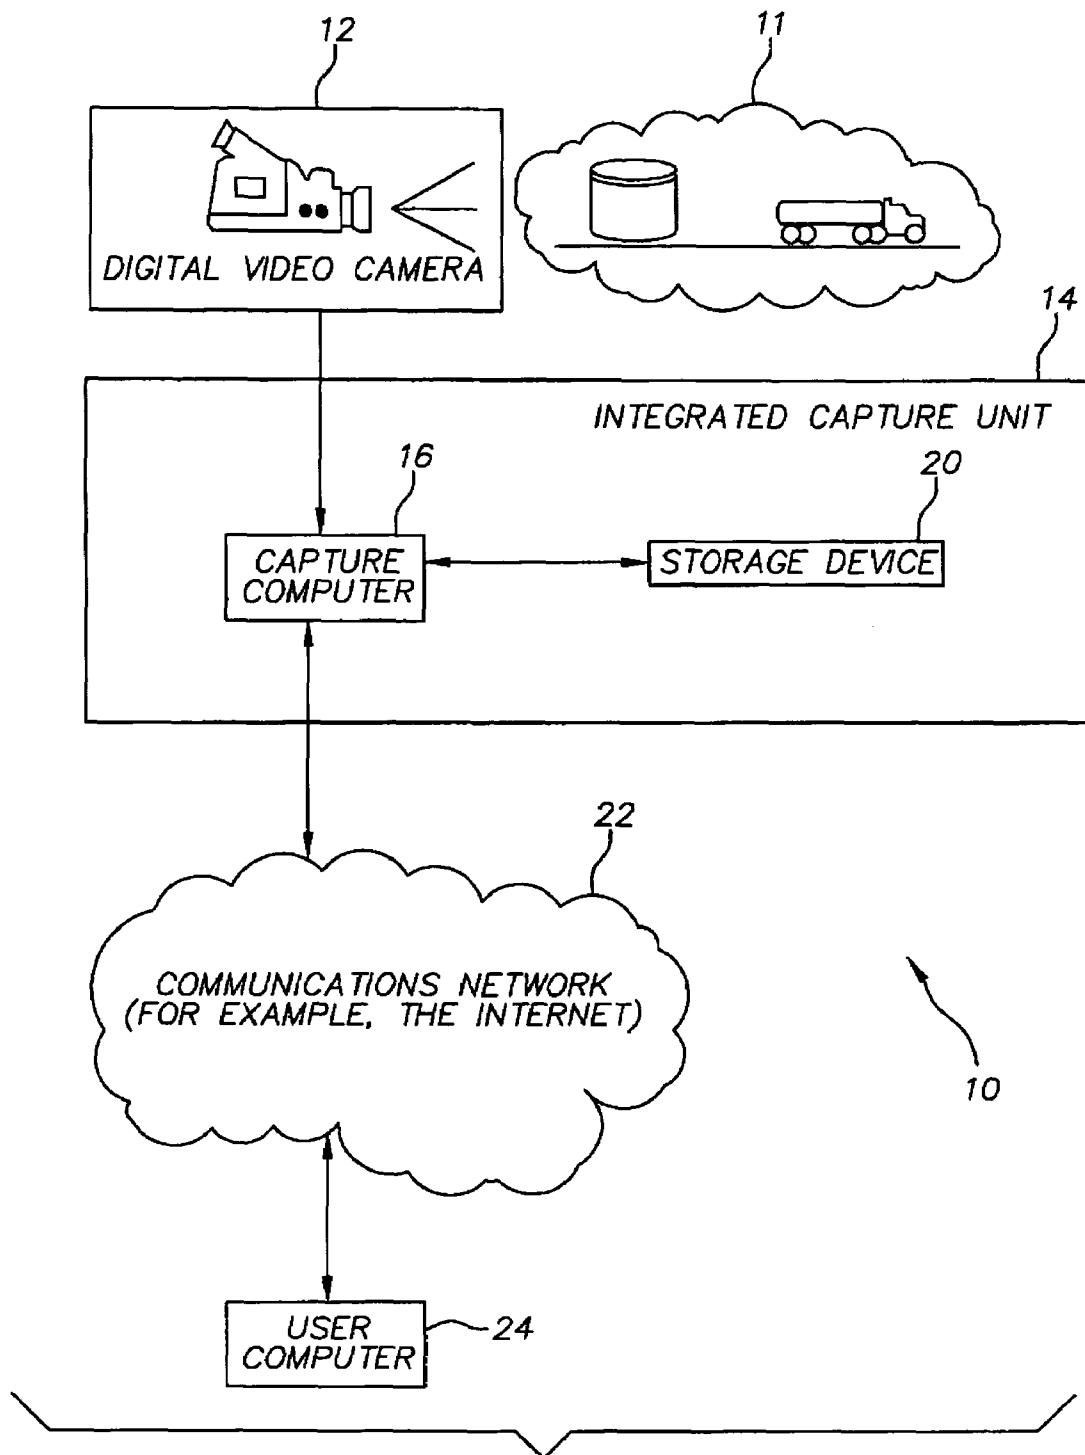 12
11
DIGITAL VIDEO CAMERA
14
INTEGRATED CAPTURE UNIT
16
20
CAPTURE
COMPUTER
STORAGE DEVICE
22
COMMUNICATIONS NETWORK
(FOR EXAMPLE, THE INTERNET)
10
USER
COMPUTER
24